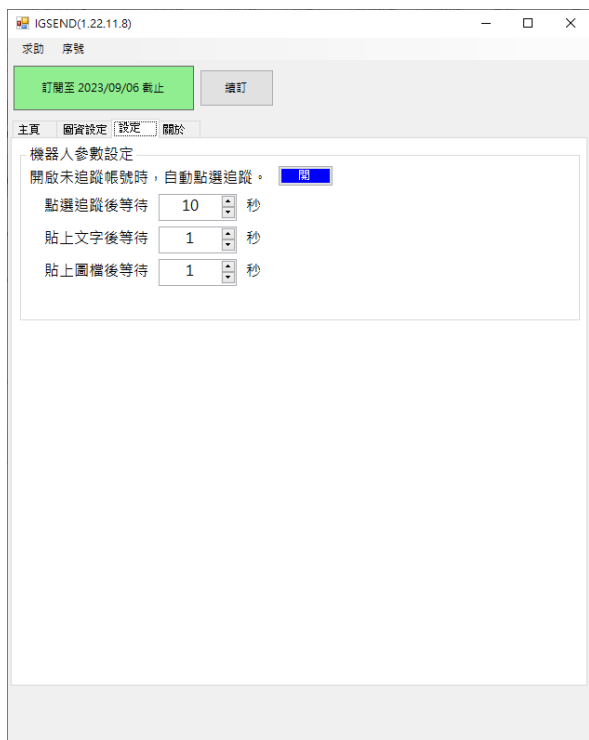 IGSEND(1.22.11.8)
求助 序號
訂閱至 2023/09/06 截止 續訂
主頁 圖資設定 設定 關於
機器人參數設定
開啟未追蹤帳號時，自動點選追蹤。 開
點選追蹤後等待 10 秒
貼上文字後等待 1 秒
貼上圖檔後等待 1 秒